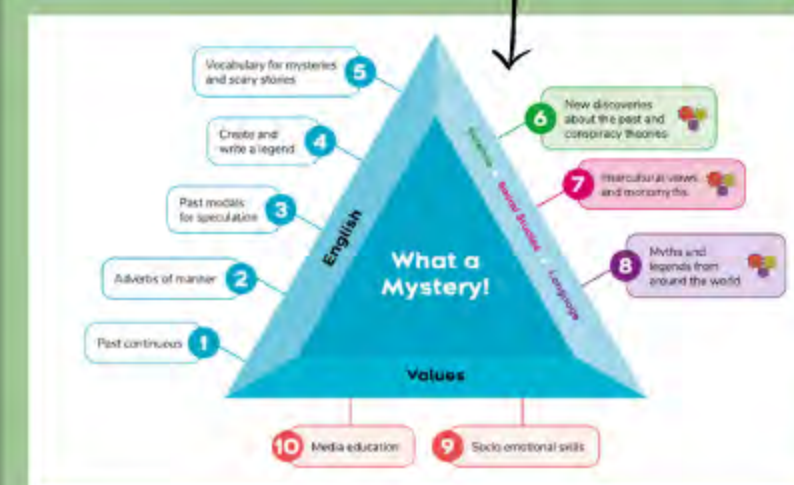 Vocabulary for mysteries
and scary stories
5
Create and
write a legend
4
Past modals
for speculation
3
Adverbs of manner
2
Past continuous
1
English
What a
Mystery!
Values
Science
Social Studies
Language
6
New discoveries
about the past and
conspiracy theories
7
Intercultural views
and monomyths
8
Myths and
legends from
around the world
10
Media education
9
Socio emotional skills